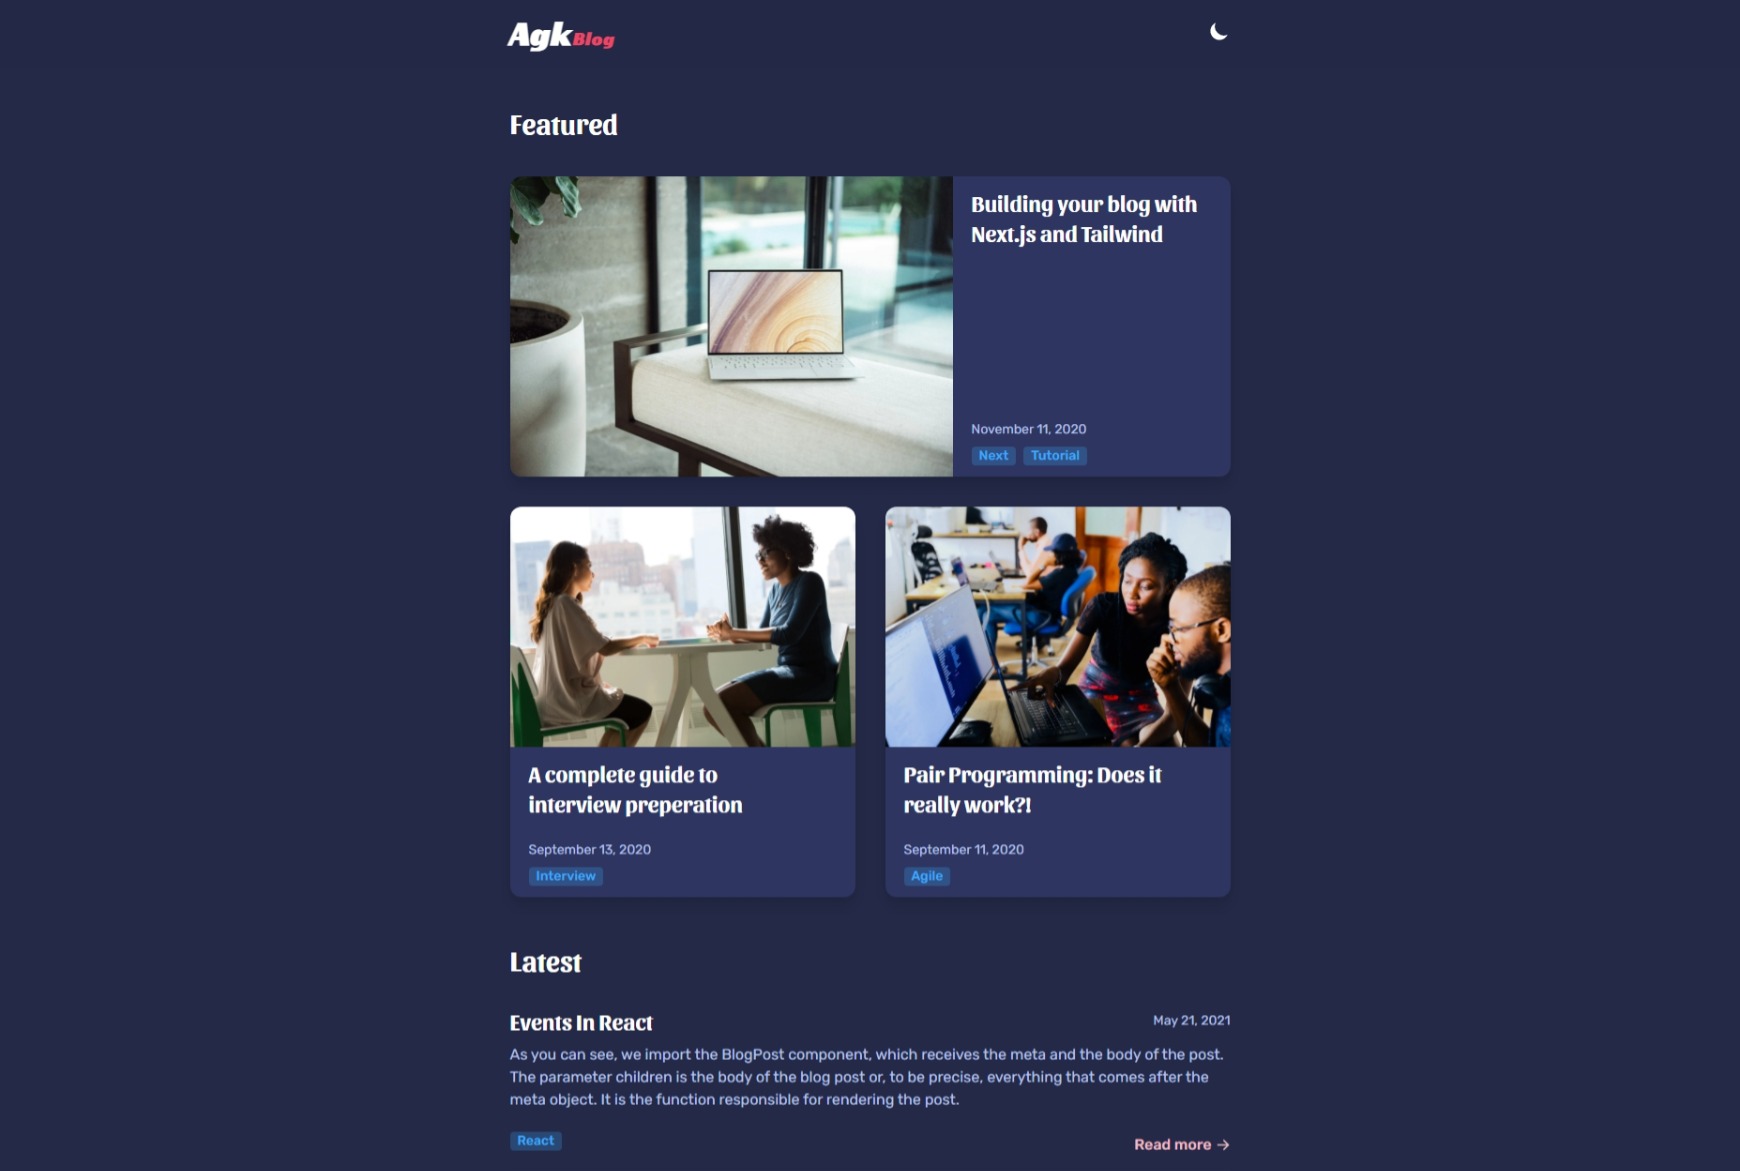 AgkBlog
Featured
Building your blog with
Next.js and Tailwind
November 11, 2020
Next Tutorial
A complete guide to
interview preperation
September 13, 2020
Interview
Pair Programming: Does it
really work?!
September 11, 2020
Agile
Latest
Events In React
May 21, 2021
As you can see, we import the BlogPost component, which receives the meta and the body of the post.
The parameter children is the body of the blog post or, to be precise, everything that comes after the
meta object. It is the function responsible for rendering the post.
React
Read more →